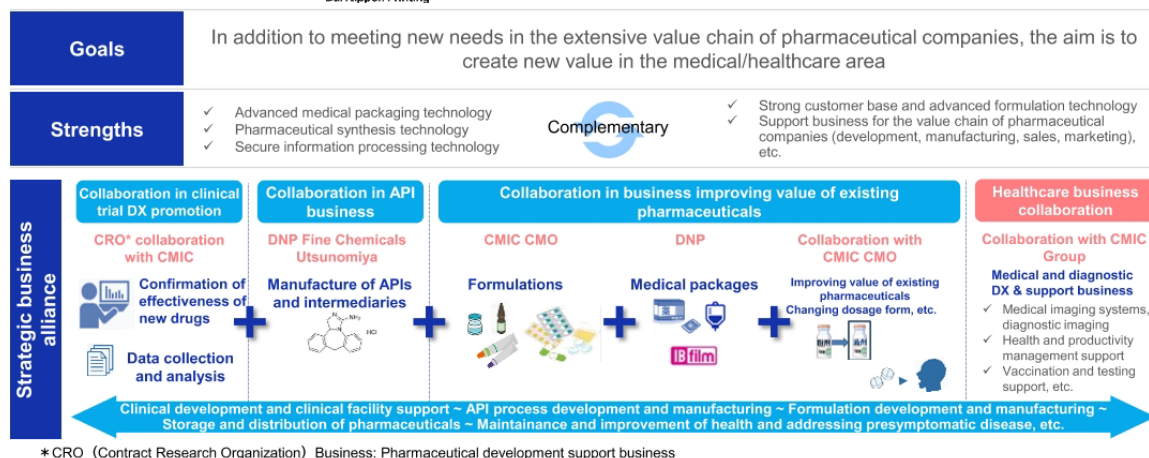 Goals
In addition to meeting new needs in the extensive value chain of pharmaceutical companies, the aim is to
create new value in the medical/healthcare area
Strengths
✓ Advanced medical packaging technology
✓ Pharmaceutical synthesis technology
✓ Secure information processing technology
Complementary
✓ Strong customer base and advanced formulation technology
✓ Support business for the value chain of pharmaceutical
companies (development, manufacturing, sales, marketing),
etc.
Strategic business
alliance
Collaboration in clinical
trial DX promotion
CRO* collaboration
with CMIC
Confirmation of
effectiveness of
new drugs
Data collection
and analysis
Collaboration in API
business
DNP Fine Chemicals
Utsunomiya
Manufacture of APIs
and intermediaries
NH₂
N
N
HCl
Collaboration in business improving value of existing
pharmaceuticals
CMIC CMO
Formulations
DNP
Medical packages
IB film
Collaboration with
CMIC CMO
Improving value of existing
pharmaceuticals
Changing dosage form, etc.
Healthcare business
collaboration
Collaboration with CMIC
Group
Medical and diagnostic
DX & support business
✓ Medical imaging systems,
diagnostic imaging
✓ Health and productivity
management support
✓ Vaccination and testing
support, etc.
Clinical development and clinical facility support ~ API process development and manufacturing ~ Formulation development and manufacturing ~
Storage and distribution of pharmaceuticals ~ Maintainance and improvement of health and addressing presymptomatic disease, etc.
* CRO (Contract Research Organization) Business: Pharmaceutical development support business